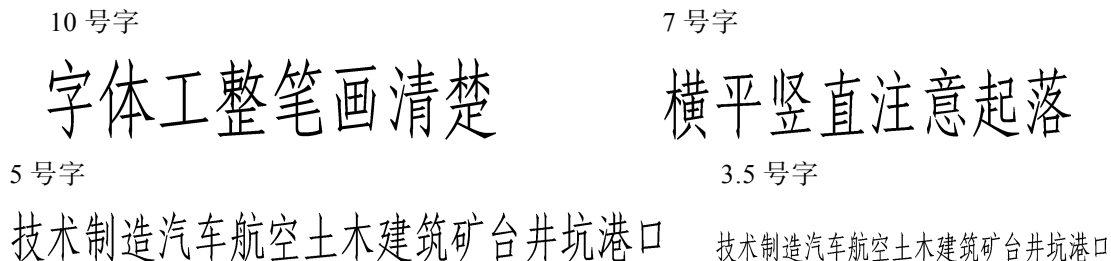 10 号字
7 号字
字体工整笔画清楚
横平竖直注意起落
5 号字
3.5 号字
技术制造汽车航空土木建筑矿台井坑港口
技术制造汽车航空土木建筑矿台井坑港口